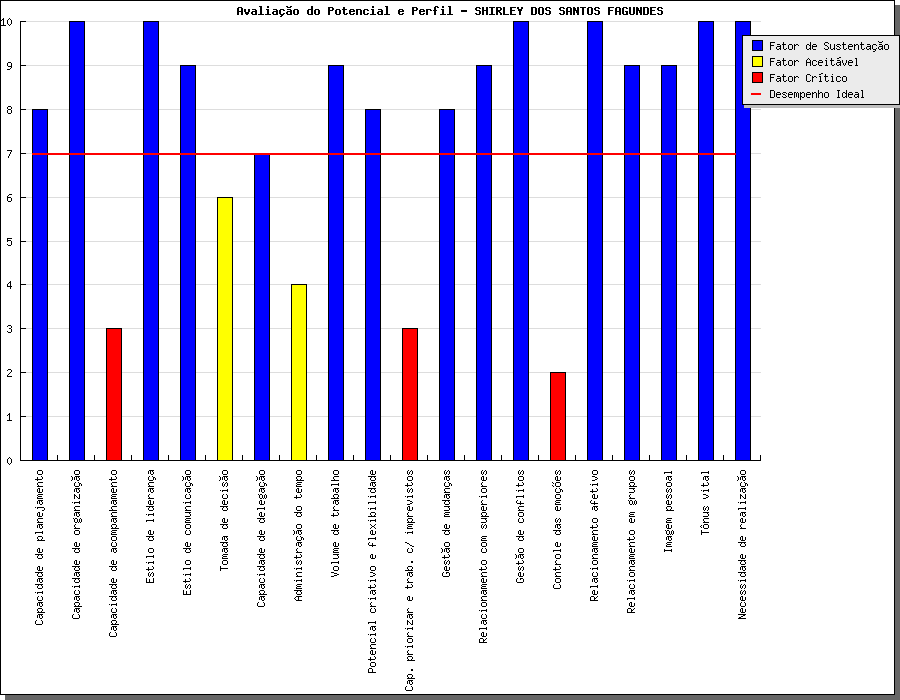 Avaliação do Potencial e Perfil - SHIRLEY DOS SANTOS FAGUNDES
Fator de Sustentação
Fator Aceitável
Fator Crítico
Desempenho Ideal
10
9
8
7
6
5
4
3
2
1
0
Capacidade de planejamento
Capacidade de organização
Capacidade de acompanhamento
Estilo de liderança
Estilo de comunicação
Tomada de decisão
Capacidade de delegação
Administração do tempo
Volume de trabalho
Potencial criativo e flexibilidade
Cap. priorizar e trab. c/ imprevistos
Gestão de mudanças
Relacionamento com superiores
Gestão de conflitos
Controle das emoções
Relacionamento afetivo
Relacionamento em grupos
Imagem pessoal
Tônus vital
Necessidade de realização